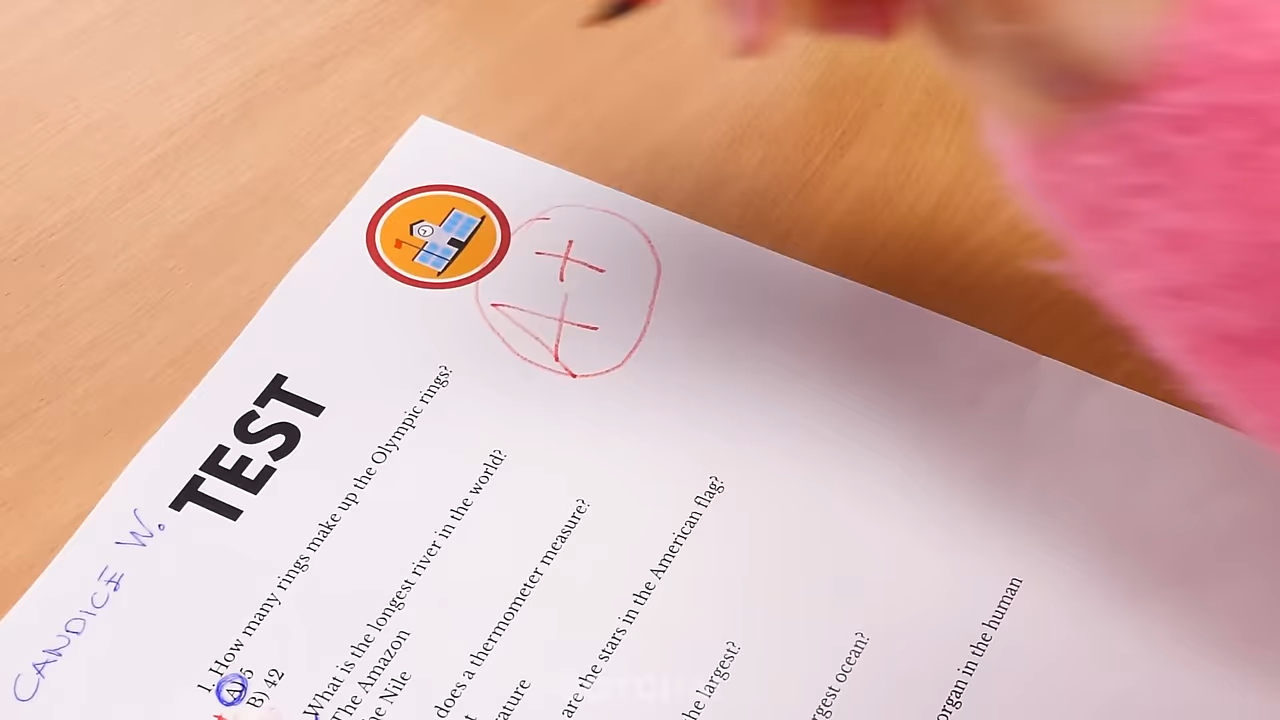 CANDICE W.
TEST
A+
1. How many rings make up the Olympic rings?
A) 5
B) 42
What is the longest river in the world?
The Amazon
The Nile
does a thermometer measure?
are the stars in the American flag?
the largest?
ocean?
organ in the human